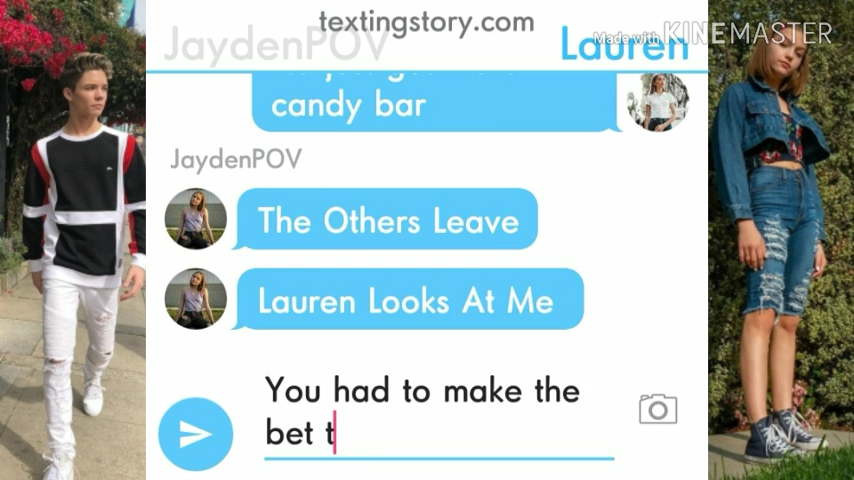 textingstory.com
JaydenPOV
Lauren
Made with KINEMASTER
candy bar
JaydenPOV
The Others Leave
Lauren Looks At Me
You had to make the
bet t